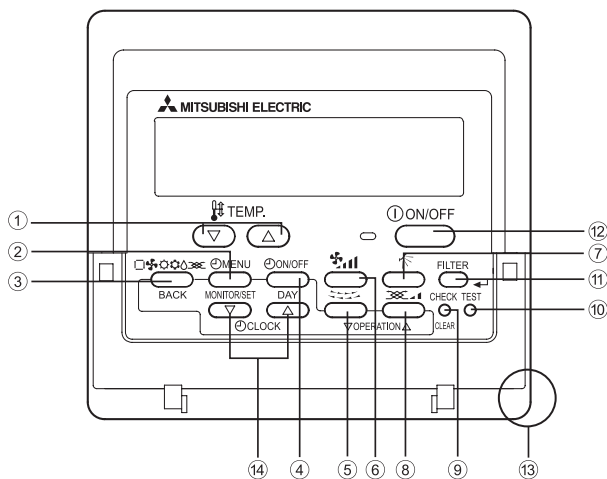 MITSUBISHI ELECTRIC
TEMP.
ON/OFF
① ② ③
⑫ ⑦ ⑪ ⑩
MENU ON/OFF FILTER
BACK MONITOR/SET DAY CHECK TEST
CLOCK OPERATION CLEAR
⑭ ④ ⑤ ⑥ ⑧ ⑨ ⑬